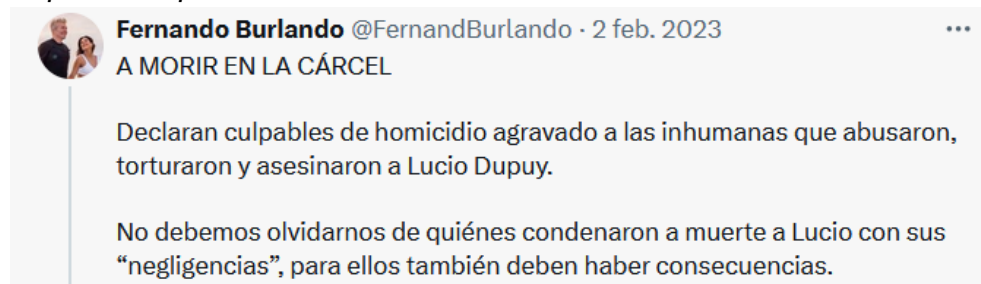 Fernando Burlando @FernandBurlando · 2 feb. 2023
A MORIR EN LA CÁRCEL
Declaran culpables de homicidio agravado a las inhumanas que abusaron,
torturaron y asesinaron a Lucio Dupuy.
No debemos olvidarnos de quiénes condenaron a muerte a Lucio con sus
“negligencias”, para ellos también deben haber consecuencias.